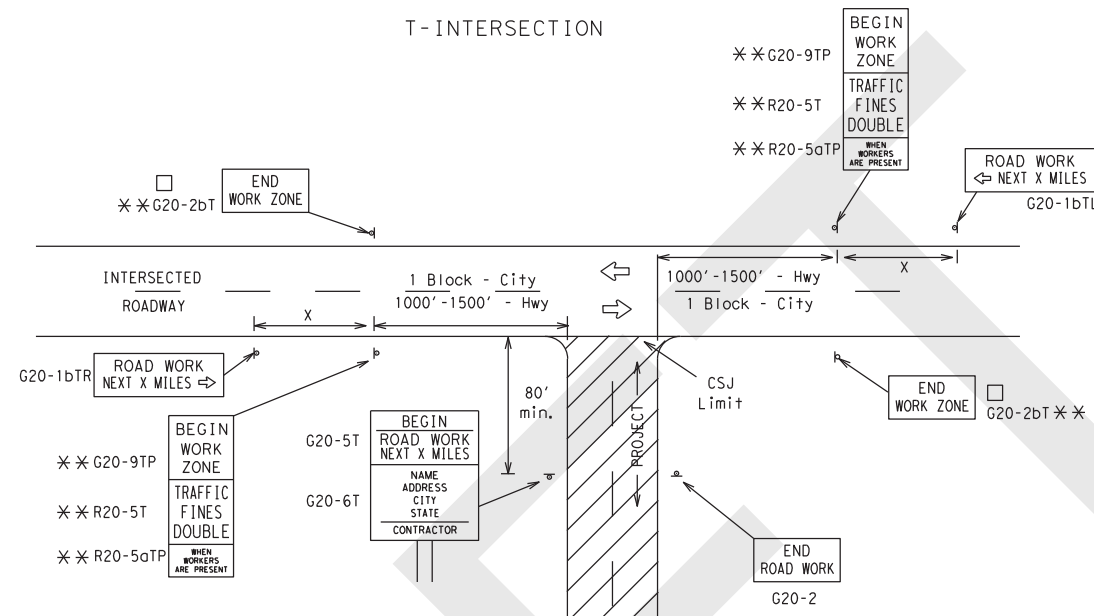 T-INTERSECTION
BEGIN
WORK
ZONE
TRAFFIC
FINES
DOUBLE
WHEN
WORKERS
ARE PRESENT
**G20-9TP
**R20-5T
**R20-5aTP
ROAD WORK
⇦ NEXT X MILES
G20-1bTL
□
**G20-2bT
END
WORK ZONE
INTERSECTED
ROADWAY
1 Block - City
1000'-1500' - Hwy
X
1000'-1500' - Hwy
1 Block - City
X
G20-1bTR
ROAD WORK
NEXT X MILES ⇨
80'
min.
CSJ
Limit
PROJECT
END
WORK ZONE
□
G20-2bT **
**G20-9TP
**R20-5T
**R20-5aTP
BEGIN
WORK
ZONE
TRAFFIC
FINES
DOUBLE
WHEN
WORKERS
ARE PRESENT
G20-5T
G20-6T
BEGIN
ROAD WORK
NEXT X MILES
NAME
ADDRESS
CITY
STATE
CONTRACTOR
END
ROAD WORK
G20-2